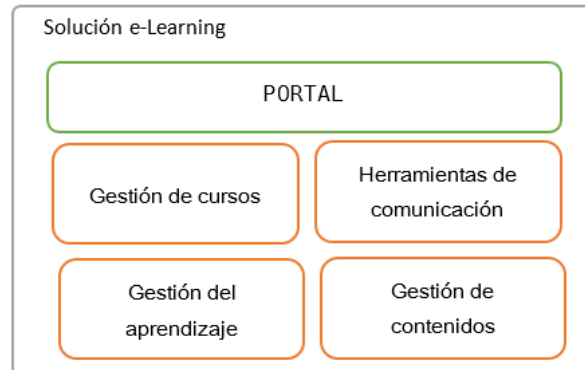 Solución e-Learning
PORTAL
Gestión de cursos
Herramientas de
comunicación
Gestión del
aprendizaje
Gestión de
contenidos